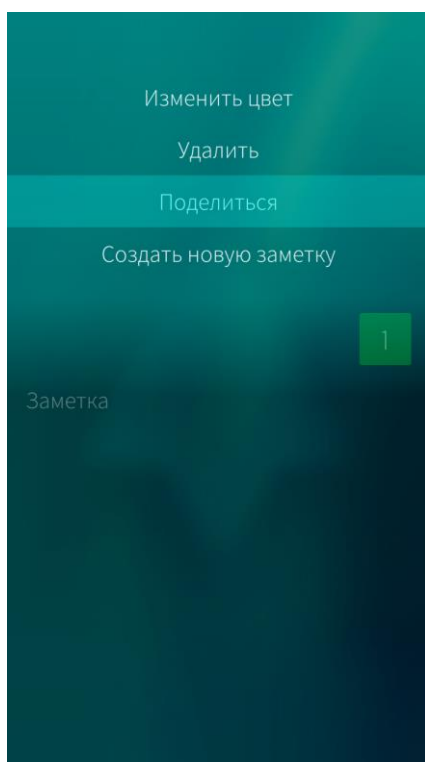 Изменить цвет
Удалить
Поделиться
Создать новую заметку
1
Заметка